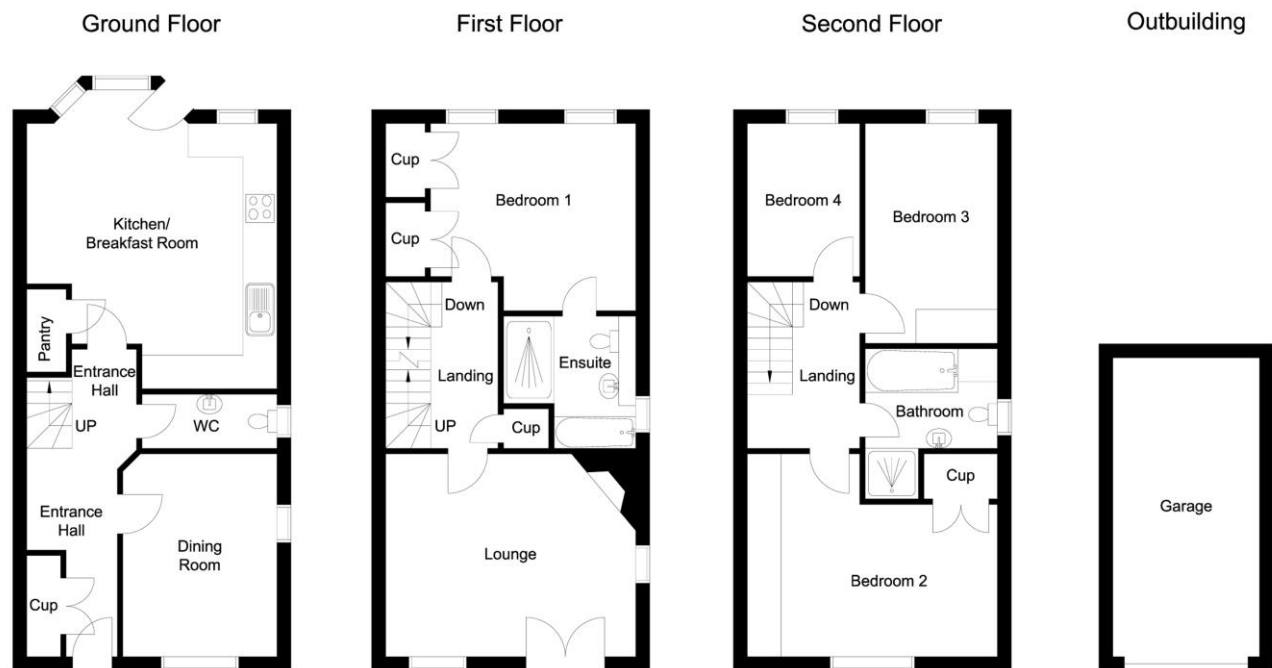 Ground Floor
Kitchen/
Breakfast Room
Pantry
Entrance
Hall
UP
WC
Entrance
Hall
Dining
Room
Cup
First Floor
Cup
Bedroom 1
Cup
Down
Ensuite
Landing
UP
Cup
Lounge
Second Floor
Bedroom 4
Bedroom 3
Down
Landing
Bathroom
Cup
Bedroom 2
Outbuilding
Garage